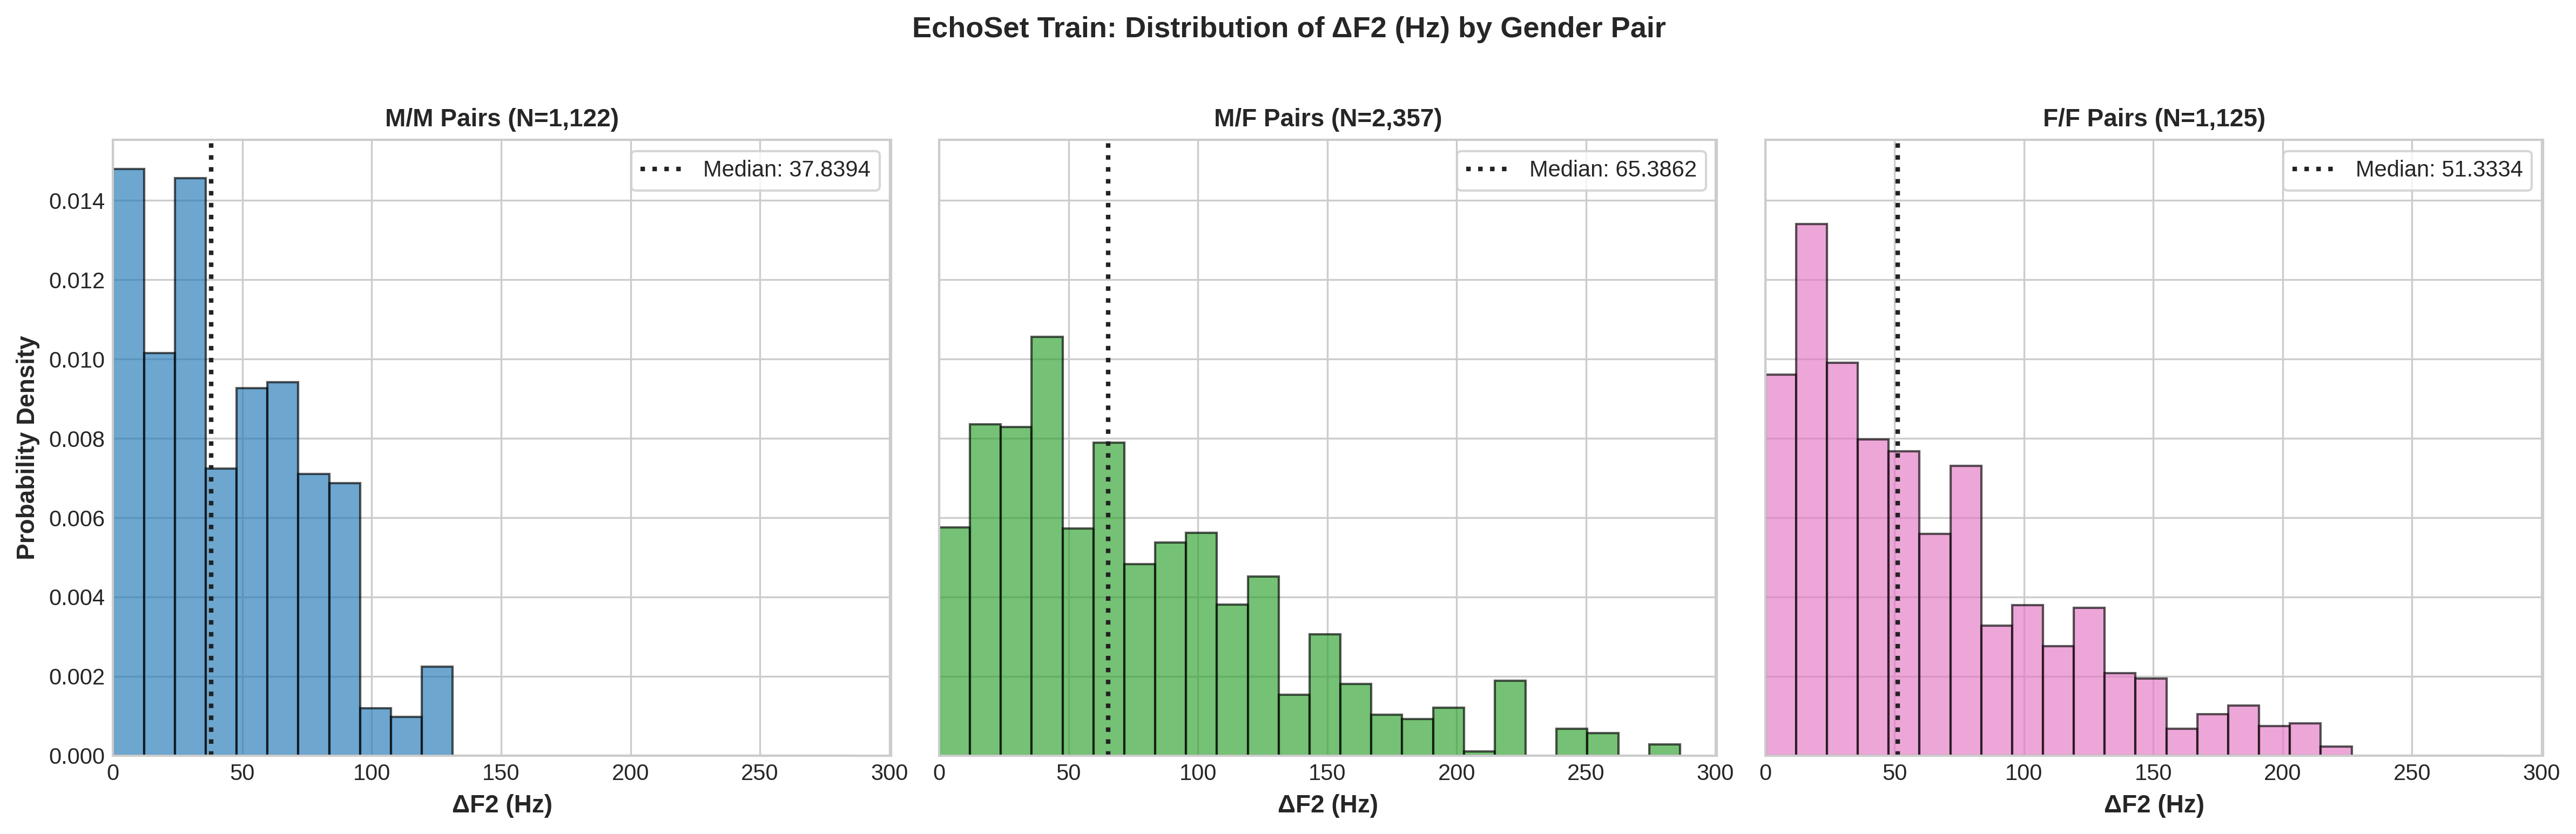 EchoSet Train: Distribution of ΔF2 (Hz) by Gender Pair
M/M Pairs (N=1,122)
Median: 37.8394
Probability Density
0.014
0.012
0.010
0.008
0.006
0.004
0.002
0.000
0 50 100 150 200 250 300
ΔF2 (Hz)
M/F Pairs (N=2,357)
Median: 65.3862
0 50 100 150 200 250 300
ΔF2 (Hz)
F/F Pairs (N=1,125)
Median: 51.3334
0 50 100 150 200 250 300
ΔF2 (Hz)